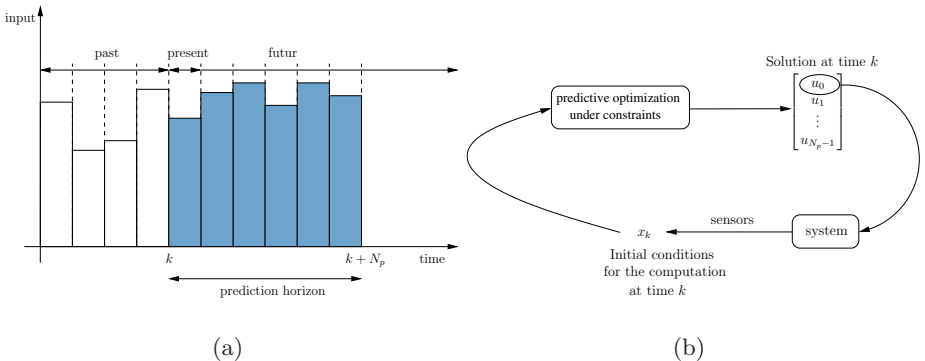 input
past
present
futur
k
k + N_p
time
prediction horizon
(a)
Solution at time k
predictive optimization
under constraints
u_0
u_1
⋮
u_{N_p−1}
sensors
x_k
system
Initial conditions
for the computation
at time k
(b)